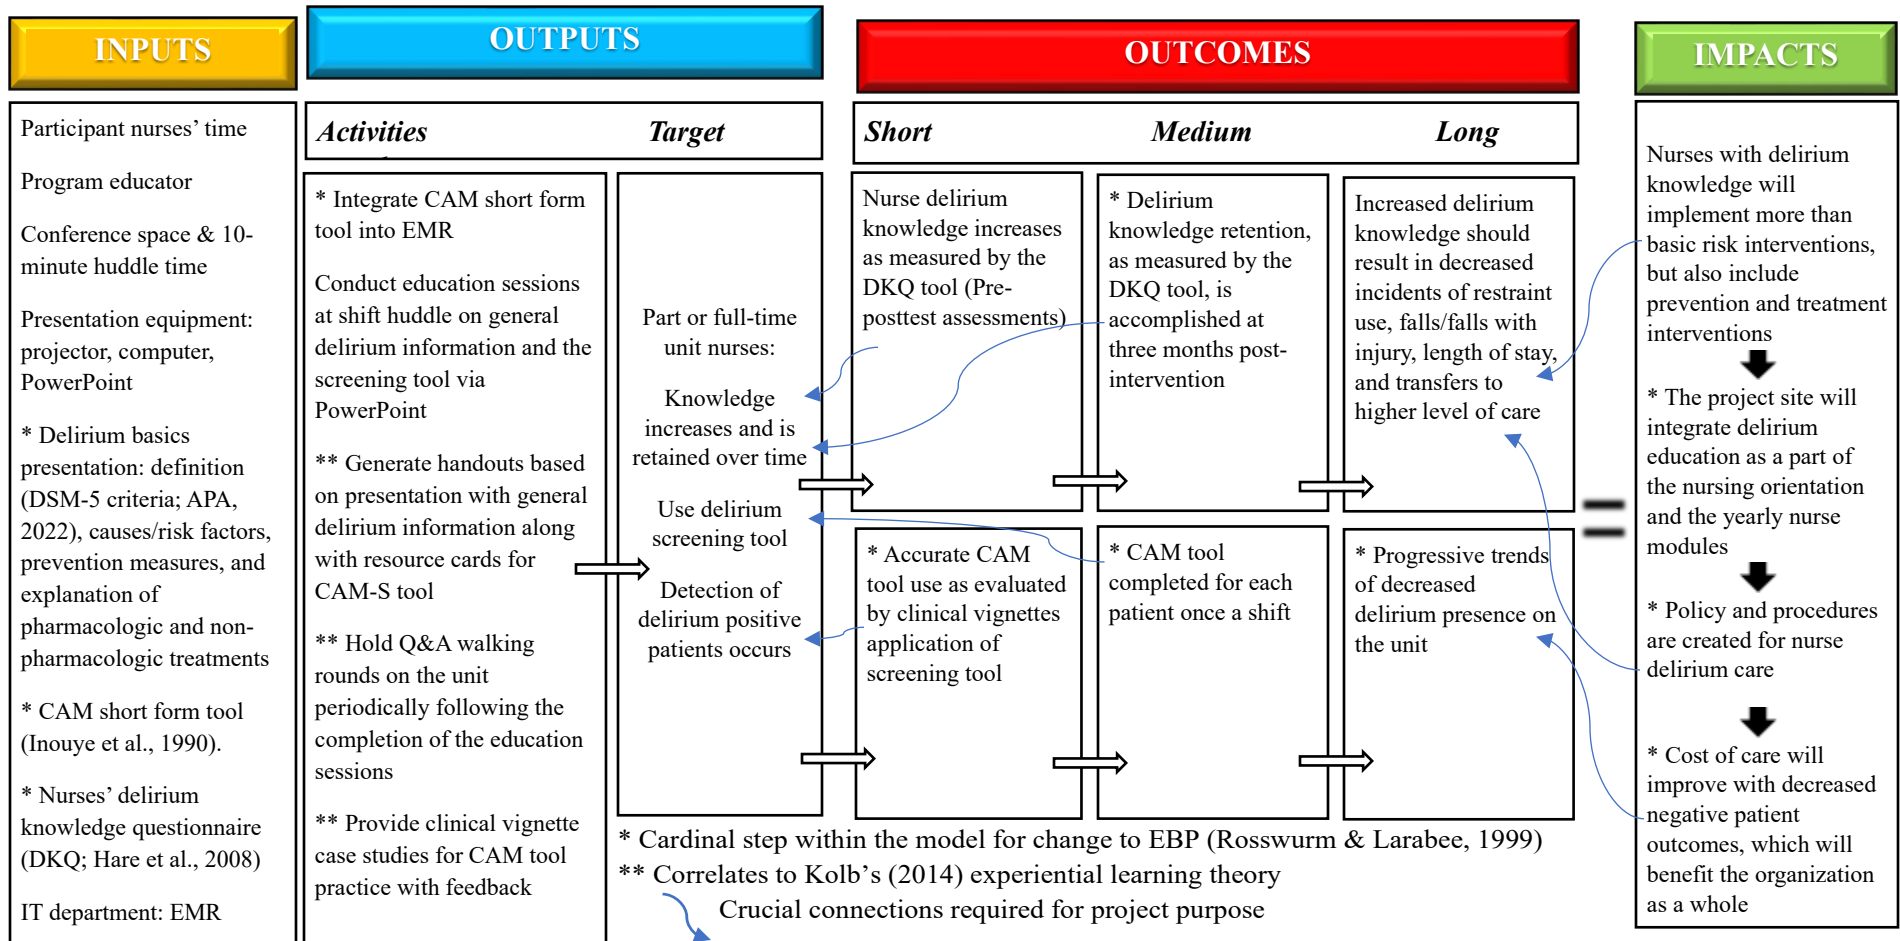 INPUTS
Participant nurses’ time
Program educator
Conference space & 10-
minute huddle time
Presentation equipment:
projector, computer,
PowerPoint
* Delirium basics
presentation: definition
(DSM-5 criteria; APA,
2022), causes/risk factors,
prevention measures, and
explanation of
pharmacologic and non-
pharmacologic treatments
* CAM short form tool
(Inouye et al., 1990).
* Nurses’ delirium
knowledge questionnaire
(DKQ; Hare et al., 2008)
IT department: EMR
OUTPUTS
Activities
Target
* Integrate CAM short form
tool into EMR
Conduct education sessions
at shift huddle on general
delirium information and the
screening tool via
PowerPoint
** Generate handouts based
on presentation with general
delirium information along
with resource cards for
CAM-S tool
** Hold Q&A walking
rounds on the unit
periodically following the
completion of the education
sessions
** Provide clinical vignette
case studies for CAM tool
practice with feedback
Part or full-time
unit nurses:
Knowledge
increases and is
retained over time
Use delirium
screening tool
Detection of
delirium positive
patients occurs
OUTCOMES
Short
Medium
Long
Nurse delirium
knowledge increases
as measured by the
DKQ tool (Pre-
posttest assessments)
* Delirium
knowledge retention,
as measured by the
DKQ tool, is
accomplished at
three months post-
intervention
Increased delirium
knowledge should
result in decreased
incidents of restraint
use, falls/falls with
injury, length of stay,
and transfers to
higher level of care
* Accurate CAM
tool use as evaluated
by clinical vignettes
application of
screening tool
* CAM tool
completed for each
patient once a shift
* Progressive trends
of decreased
delirium presence on
the unit
IMPACTS
Nurses with delirium
knowledge will
implement more than
basic risk interventions,
but also include
prevention and treatment
interventions
* The project site will
integrate delirium
education as a part of
the nursing orientation
and the yearly nurse
modules
* Policy and procedures
are created for nurse
delirium care
* Cost of care will
improve with decreased
negative patient
outcomes, which will
benefit the organization
as a whole
* Cardinal step within the model for change to EBP (Rosswurm & Larabee, 1999)
** Correlates to Kolb’s (2014) experiential learning theory
Crucial connections required for project purpose